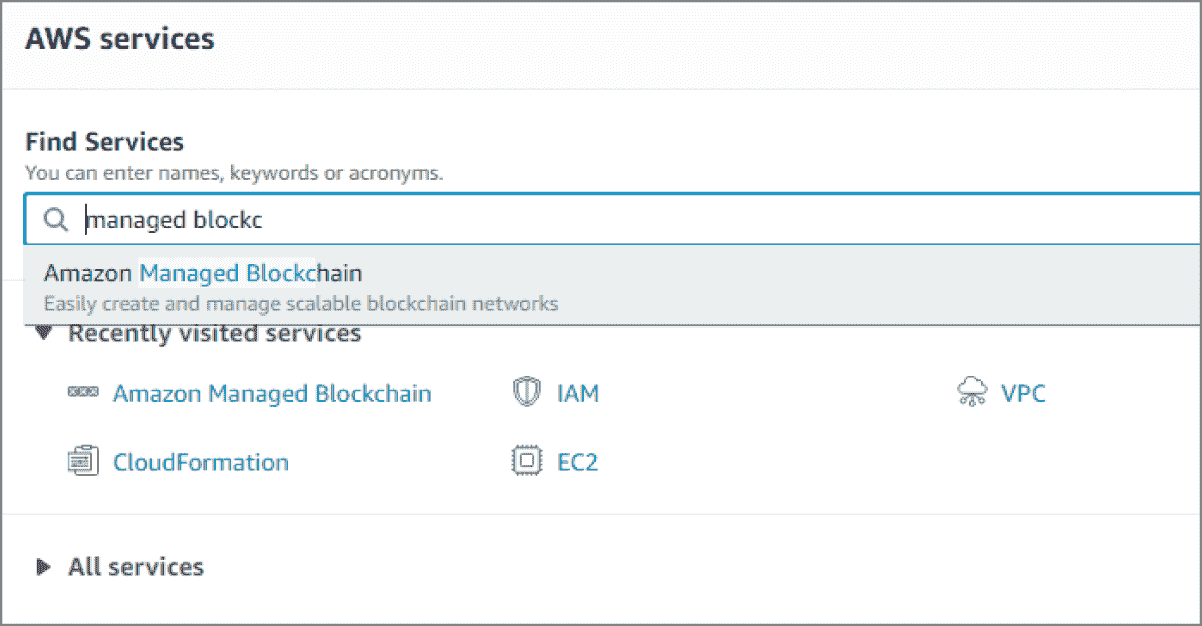 AWS services
Find Services
You can enter names, keywords or acronyms.
managed blockc
Amazon Managed Blockchain
Easily create and manage scalable blockchain networks
Recently visited services
Amazon Managed Blockchain IAM VPC
CloudFormation EC2
All services